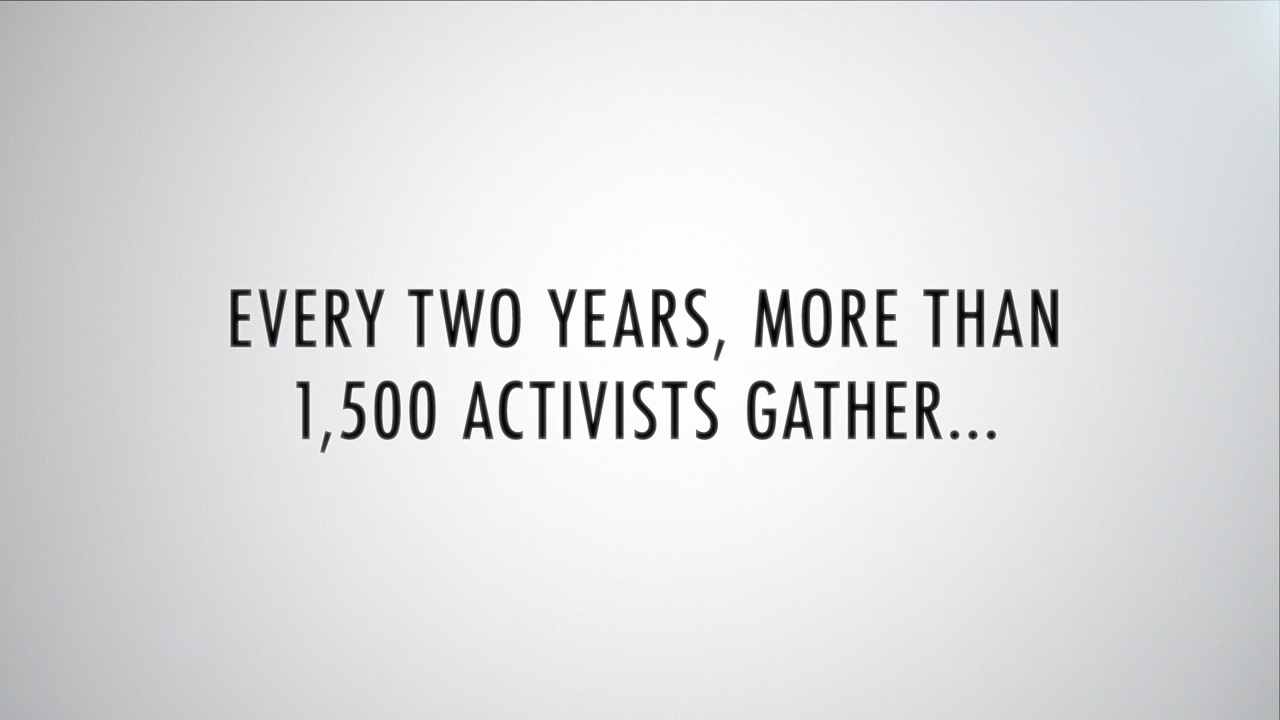 EVERY TWO YEARS, MORE THAN
1,500 ACTIVISTS GATHER...